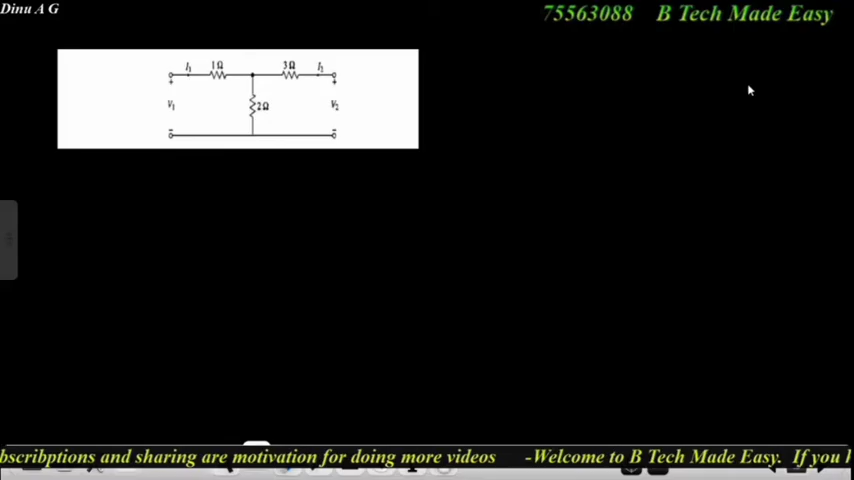 Dinu A G
75563088 B Tech Made Easy
I₁ 1Ω 3Ω I₂
+ +
V₁ 2Ω V₂
− −
bscribptions and sharing are motivation for doing more videos -Welcome to B Tech Made Easy. If you